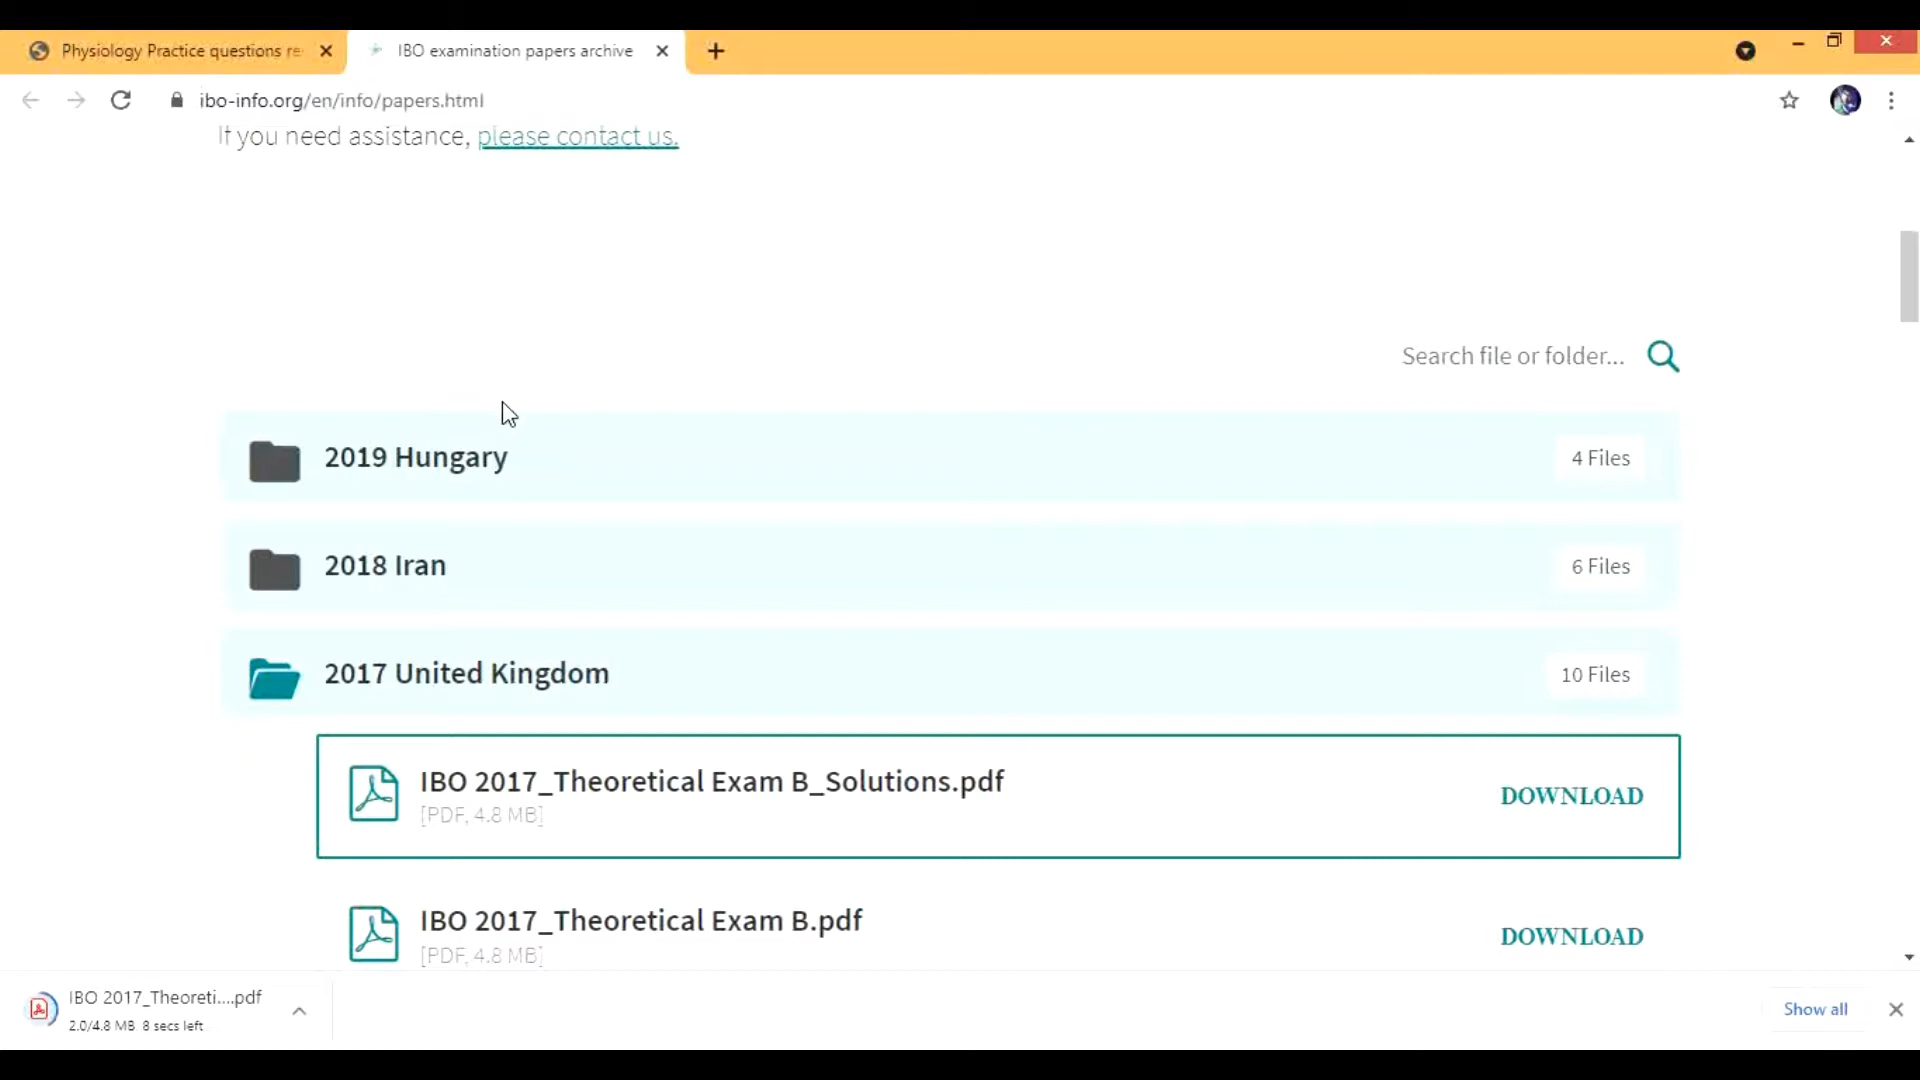 Physiology Practice questions re
IBO examination papers archive
ibo-info.org/en/info/papers.html
If you need assistance, please contact us.
Search file or folder...
2019 Hungary
4 Files
2018 Iran
6 Files
2017 United Kingdom
10 Files
IBO 2017_Theoretical Exam B_Solutions.pdf
[PDF, 4.8 MB]
DOWNLOAD
IBO 2017_Theoretical Exam B.pdf
[PDF, 4.8 MB]
DOWNLOAD
IBO 2017_Theoreti....pdf
2.0/4.8 MB 8 secs left
Show all